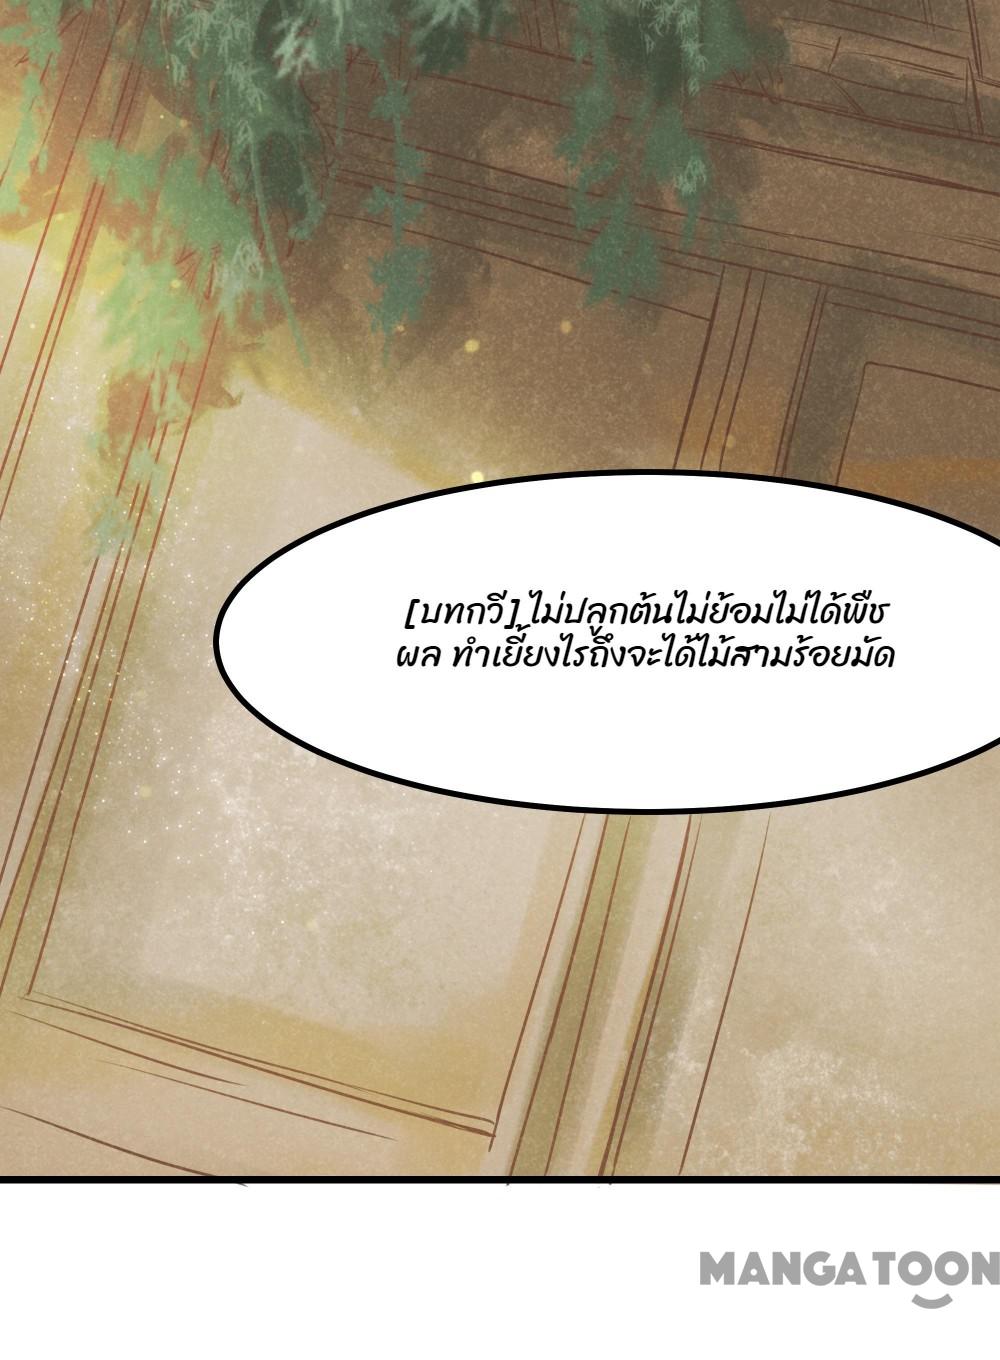 [บทกวี] ไม่ปลูกต้นไม่ย้อมไม่ได้พืช
ผล ทำเยี้ยงไรถึงจะได้ไม้สามร้อยมัด
MANGATOON